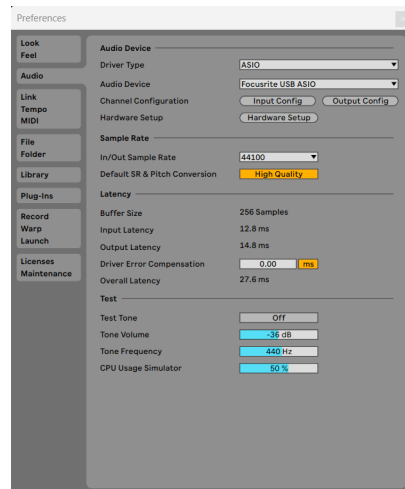 Preferences
Look
Feel
Audio
Link
Tempo
MIDI
File
Folder
Library
Plug-Ins
Record
Warp
Launch
Licenses
Maintenance
Audio Device
Driver Type ASIO
Audio Device Focusrite USB ASIO
Channel Configuration Input Config Output Config
Hardware Setup Hardware Setup
Sample Rate
In/Out Sample Rate 44100
Default SR & Pitch Conversion High Quality
Latency
Buffer Size 256 Samples
Input Latency 12.8 ms
Output Latency 14.8 ms
Driver Error Compensation 0.00 ms
Overall Latency 27.6 ms
Test
Test Tone Off
Tone Volume -36 dB
Tone Frequency 440 Hz
CPU Usage Simulator 50 %